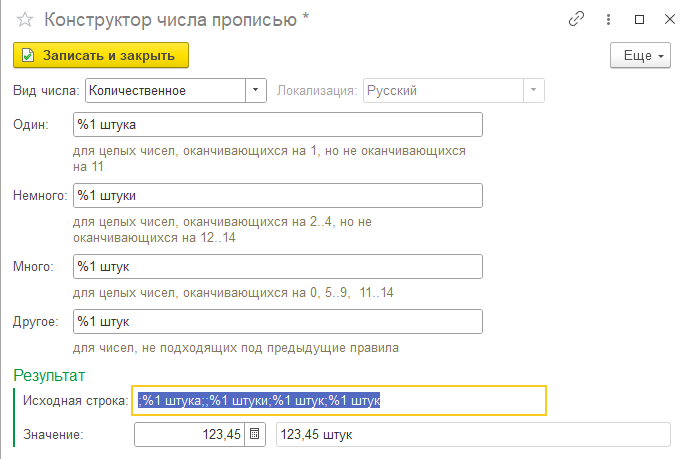 Конструктор числа прописью *
Записать и закрыть
Еще
Вид числа: Количественное Локализация: Русский
Один: %1 штука
для целых чисел, оканчивающихся на 1, но не оканчивающихся
на 11
Немного: %1 штуки
для целых чисел, оканчивающихся на 2..4, но не
оканчивающихся на 12..14
Много: %1 штук
для целых чисел, оканчивающихся на 0, 5..9, 11..14
Другое: %1 штук
для чисел, не подходящих под предыдущие правила
Результат
Исходная строка: ;%1 штука;;%1 штуки;%1 штук;%1 штук
Значение: 123,45 123,45 штук